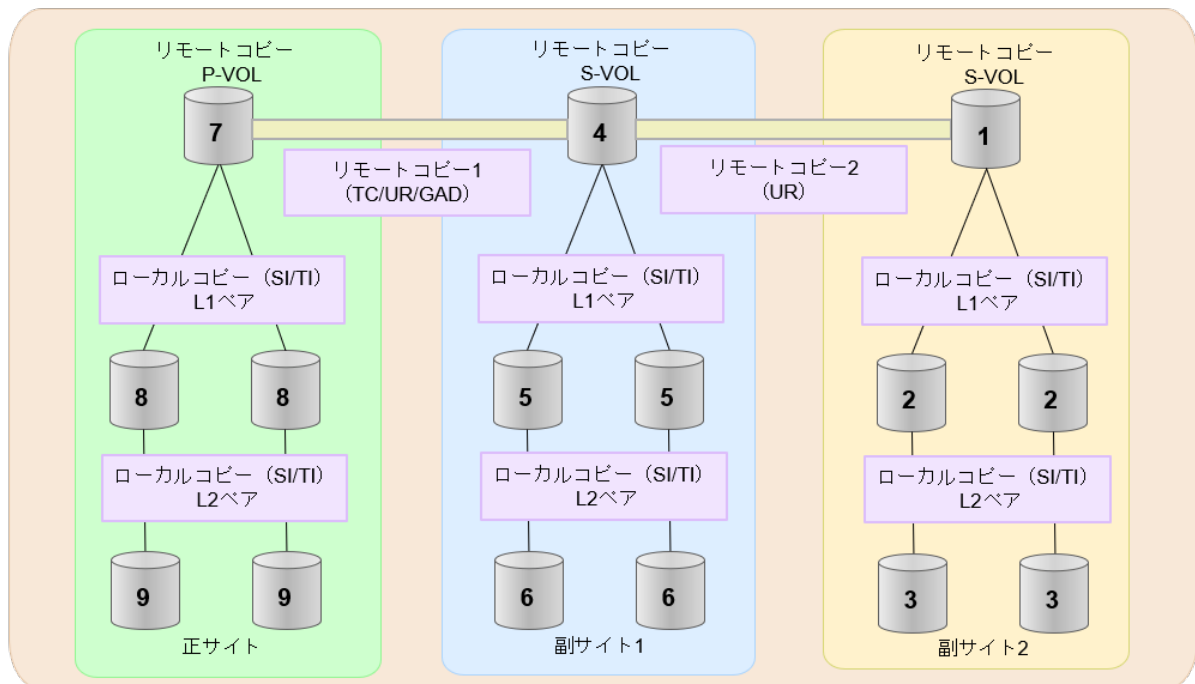 リモートコピー
P-VOL
7
リモートコピー
S-VOL
4
リモートコピー
S-VOL
1
リモートコピー1
（TC/UR/GAD）
リモートコピー2
（UR）
ローカルコピー（SI/TI）
L1ペア
ローカルコピー（SI/TI）
L1ペア
ローカルコピー（SI/TI）
L1ペア
8
8
5
5
2
2
ローカルコピー（SI/TI）
L2ペア
ローカルコピー（SI/TI）
L2ペア
ローカルコピー（SI/TI）
L2ペア
9
9
6
6
3
3
正サイト
副サイト1
副サイト2